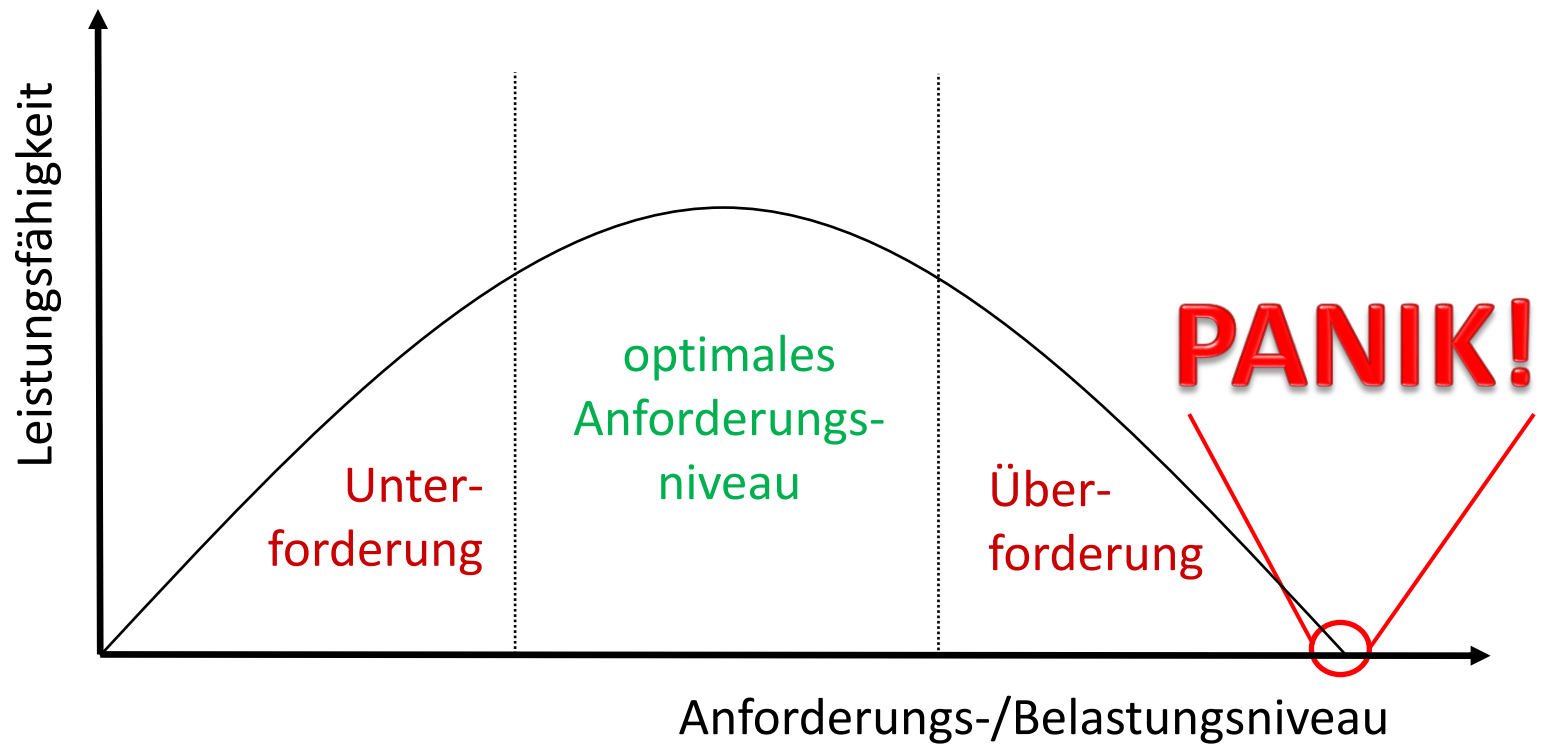 Leistungsfähigkeit
PANIK!
optimales
Anforderungs-
niveau
Unter-
forderung
Über-
forderung
Anforderungs-/Belastungsniveau